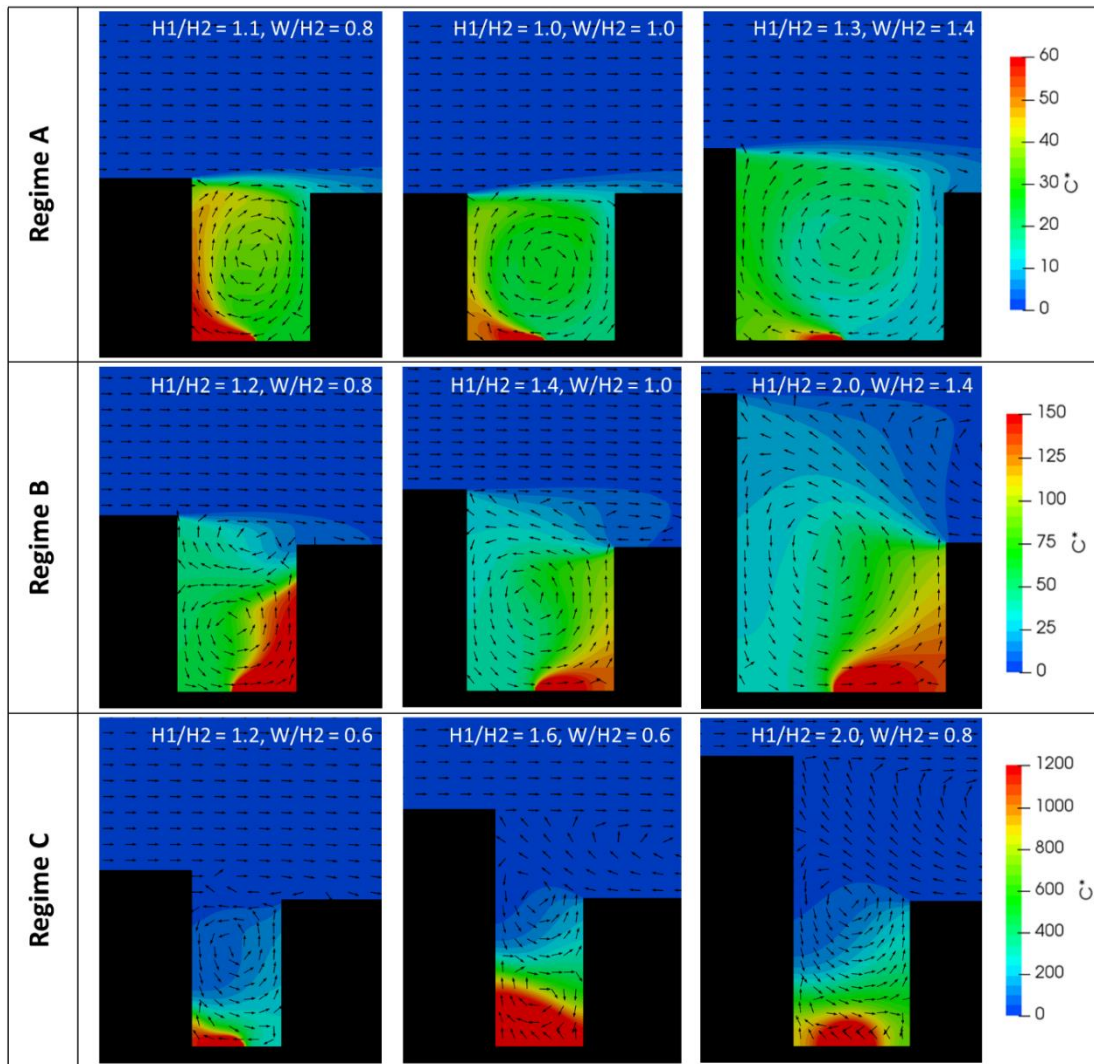 Regime A
H1/H2 = 1.1, W/H2 = 0.8
H1/H2 = 1.0, W/H2 = 1.0
H1/H2 = 1.3, W/H2 = 1.4
60
50
40
30
20
10
0
C*
Regime B
H1/H2 = 1.2, W/H2 = 0.8
H1/H2 = 1.4, W/H2 = 1.0
H1/H2 = 2.0, W/H2 = 1.4
150
125
100
75
50
25
0
C*
Regime C
H1/H2 = 1.2, W/H2 = 0.6
H1/H2 = 1.6, W/H2 = 0.6
H1/H2 = 2.0, W/H2 = 0.8
1200
1000
800
600
400
200
0
C*